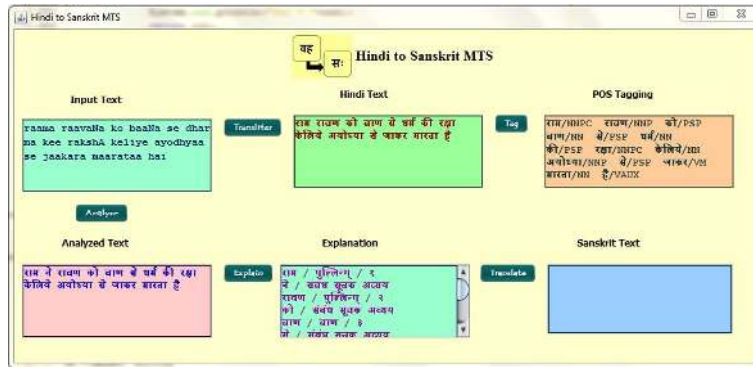 Hindi to Sanskrit MTS
वह
सः
Hindi to Sanskrit MTS
Input Text
raama raavaNa ko baaNa se dhar
ma kee rakshA keliye ayodhyaa
se jaakara maarataa hai
Transliter
Hindi Text
राम रावण को बाण से धर्म की रक्षा
केलिये अयोध्या से जाकर मारता है
Tag
POS Tagging
राम/NNPC रावण/NNP को/PSP
बाण/NN से/PSP धर्म/NN
की/PSP रक्षा/NNPC केलिये/NN
अयोध्या/NNP से/PSP जाकर/VM
मारता/NN है/VAUX
Analyse
Analyzed Text
राम ने रावण को बाण से धर्म की रक्षा
केलिये अयोध्या से जाकर मारता है
Explain
Explanation
राम / पुल्लिन्ग् / १
ने / संबंध सूचक अव्यय
रावण / पुल्लिन्ग् / २
को / संबंध सूचक अव्यय
बाण / बाण / ३
से / संबंध सूचक अव्यय
Translate
Sanskrit Text